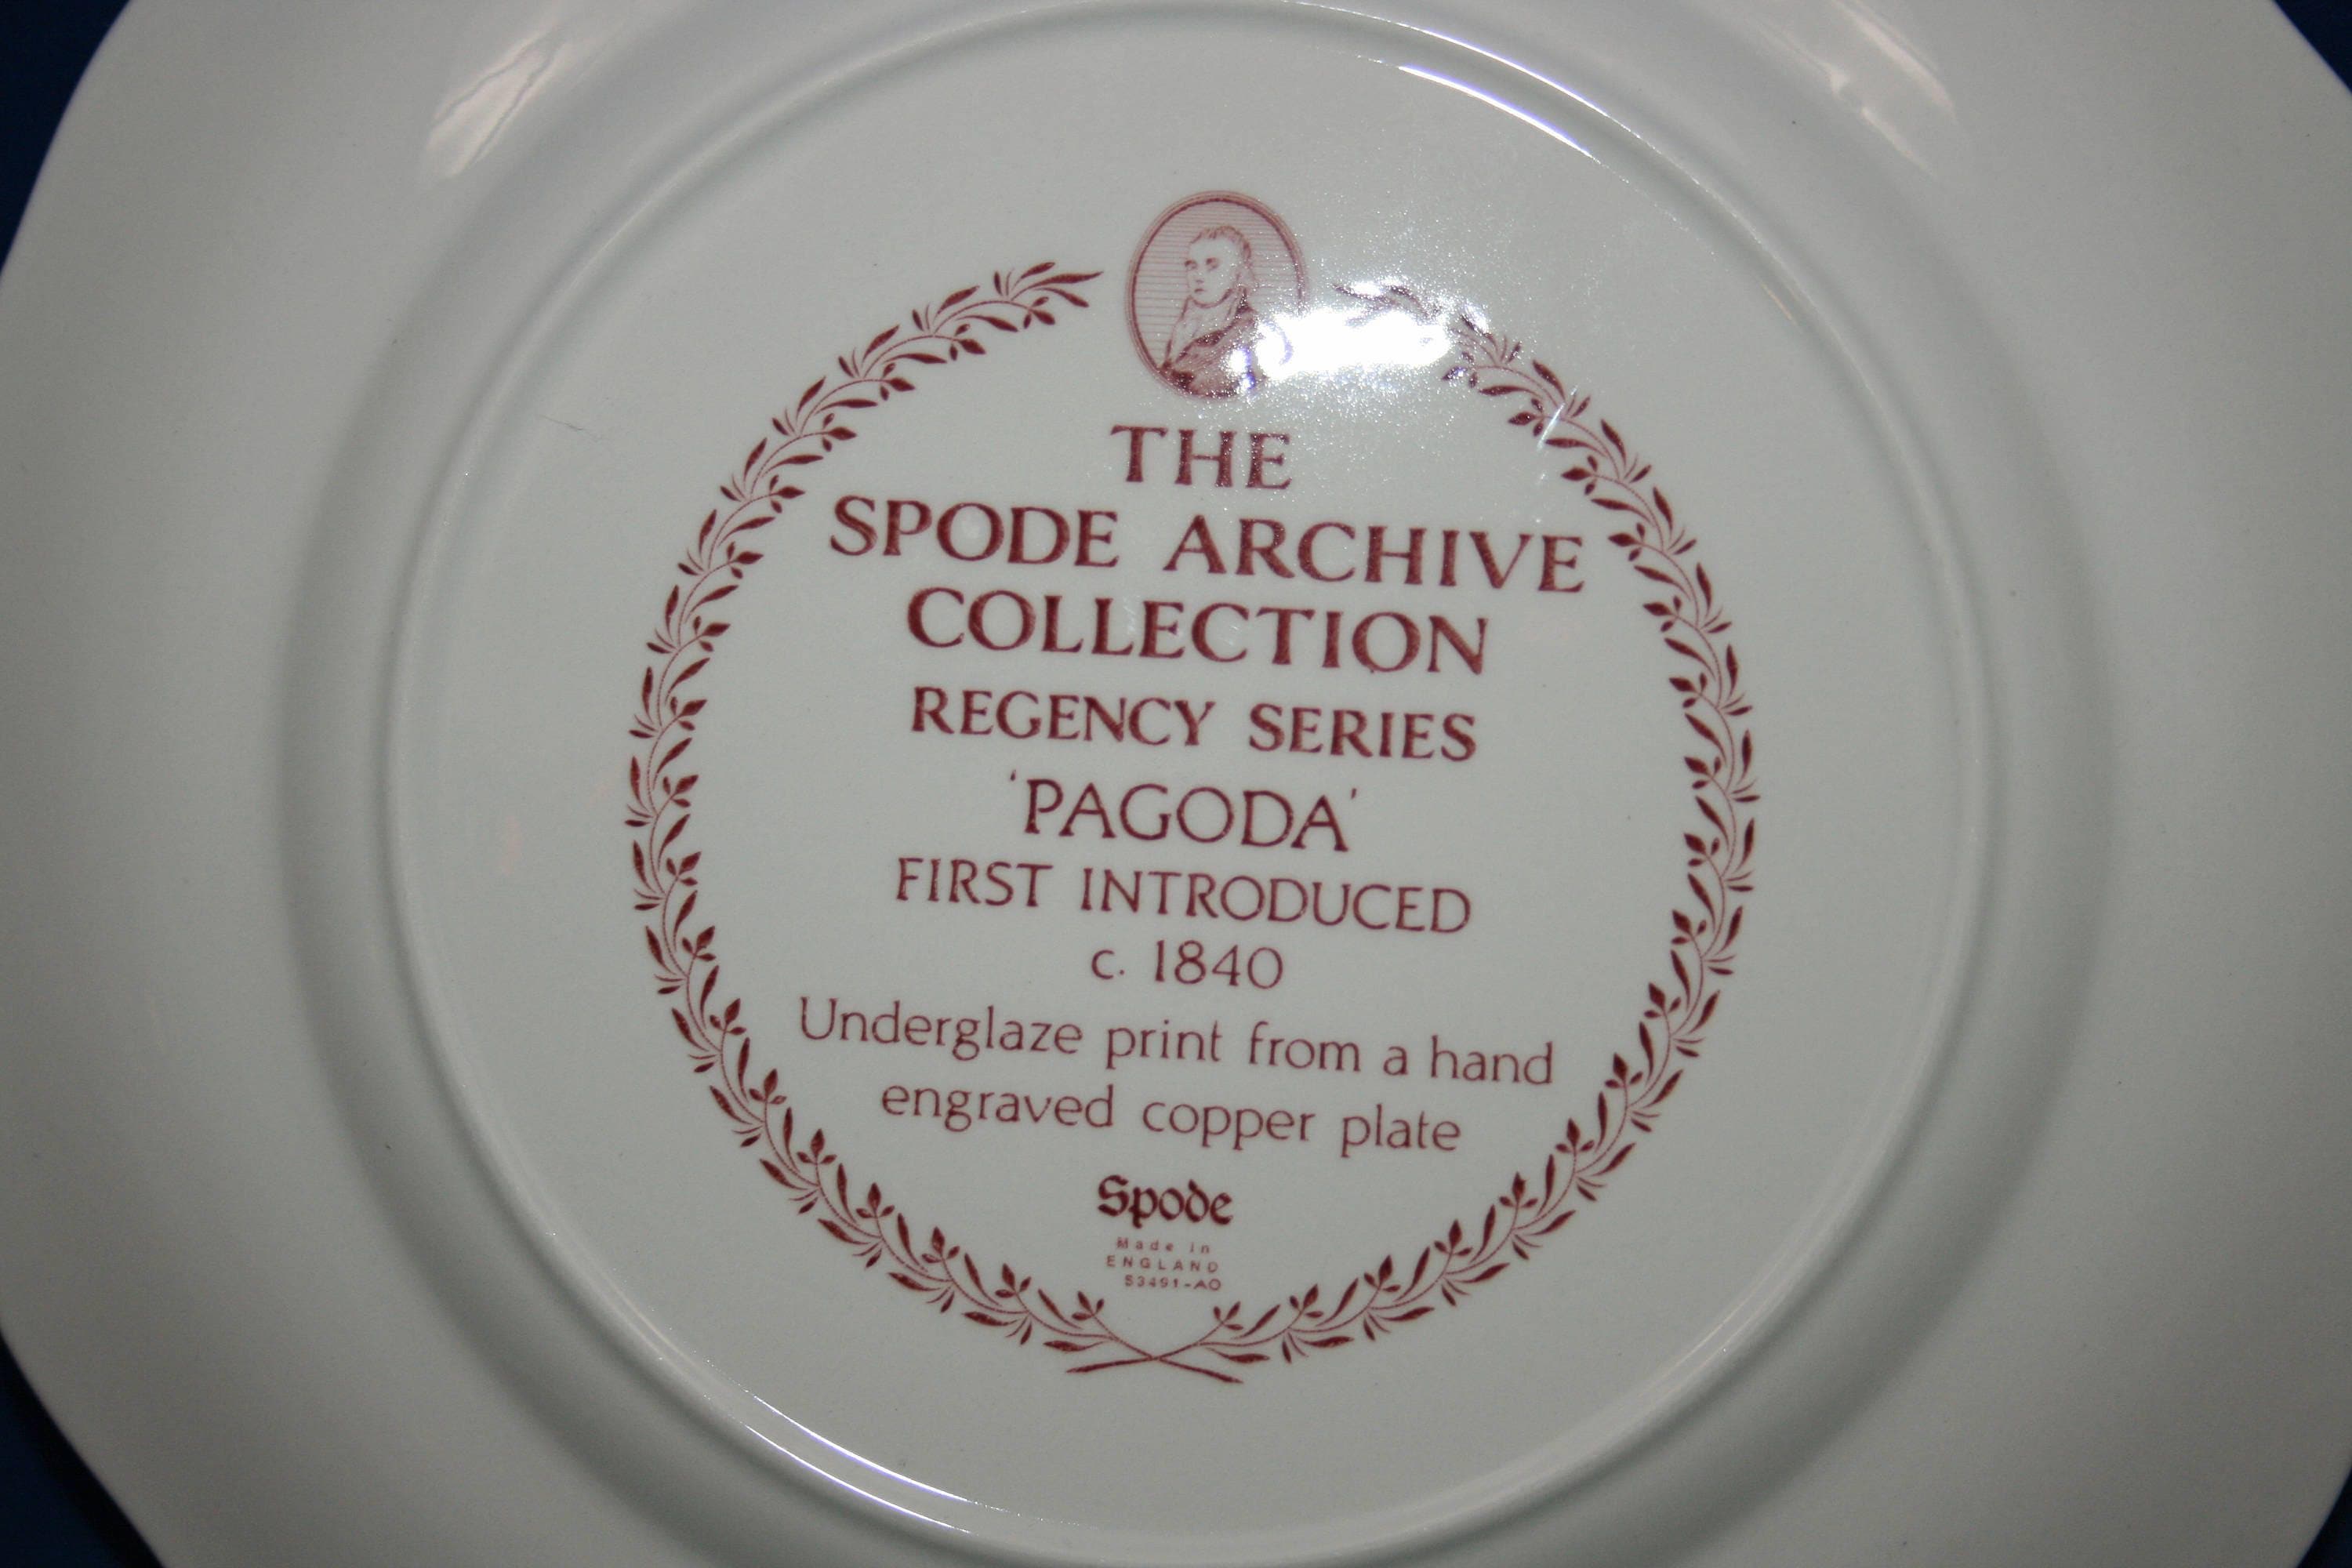 THE
SPODE ARCHIVE
COLLECTION
REGENCY SERIES
'PAGODA'
FIRST INTRODUCED
c. 1840
Underglaze print from a hand
engraved copper plate
Spode
Made in
ENGLAND
S3491-AO